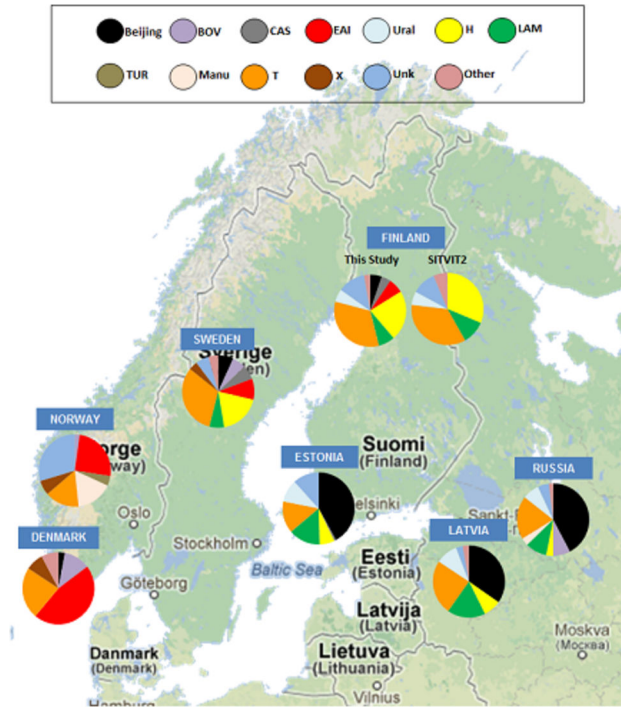 Beijing BOV CAS EAI Ural H LAM
TUR Manu T X Unk Other
FINLAND
This Study SITVIT2
SWEDEN
Sverige
NORWAY
ESTONIA
Suomi
(Finland)
RUSSIA
Oslo
DENMARK
Stockholm
LATVIA
Eesti
(Estonia)
Baltic Sea
Göteborg
Latvija
(Latvia)
Moskva
(Москва)
Danmark
(Denmark)
Lietuva
(Lithuania)
Vilnius